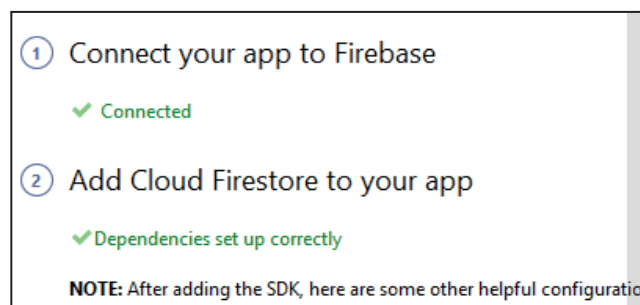 1 Connect your app to Firebase
Connected
2 Add Cloud Firestore to your app
Dependencies set up correctly
NOTE: After adding the SDK, here are some other helpful